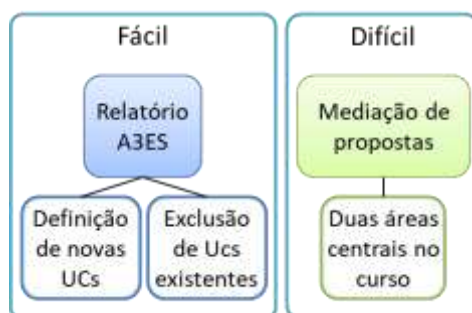 Fácil
Relatório
A3ES
Definição
de novas
UCs
Exclusão
de Ucs
existentes
Difícil
Mediação de
propostas
Duas áreas
centrais no
curso